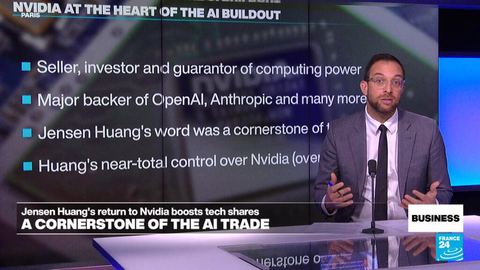 NVIDIA AT THE HEART OF THE AI BUILDOUT
PARIS
Seller, investor and guarantor of computing power
Major backer of OpenAI, Anthropic and many more
Jensen Huang's word was a cornerstone of
Huang's near-total control over Nvidia (over
Jensen Huang's return to Nvidia boosts tech shares
A CORNERSTONE OF THE AI TRADE
BUSINESS
FRANCE
24